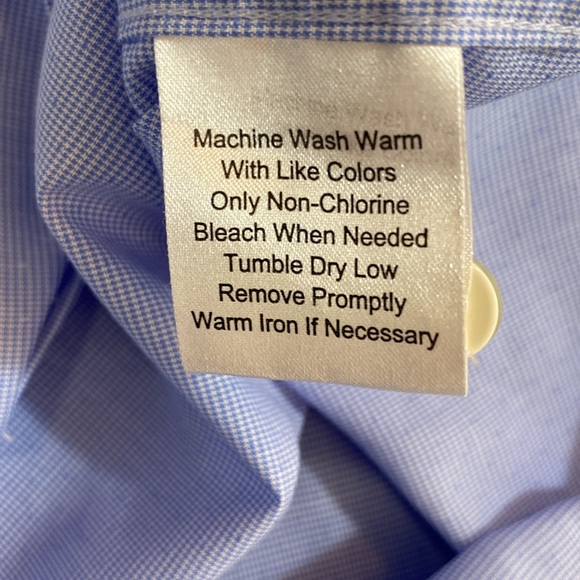 Machine Wash Warm
With Like Colors
Only Non-Chlorine
Bleach When Needed
Tumble Dry Low
Remove Promptly
Warm Iron If Necessary